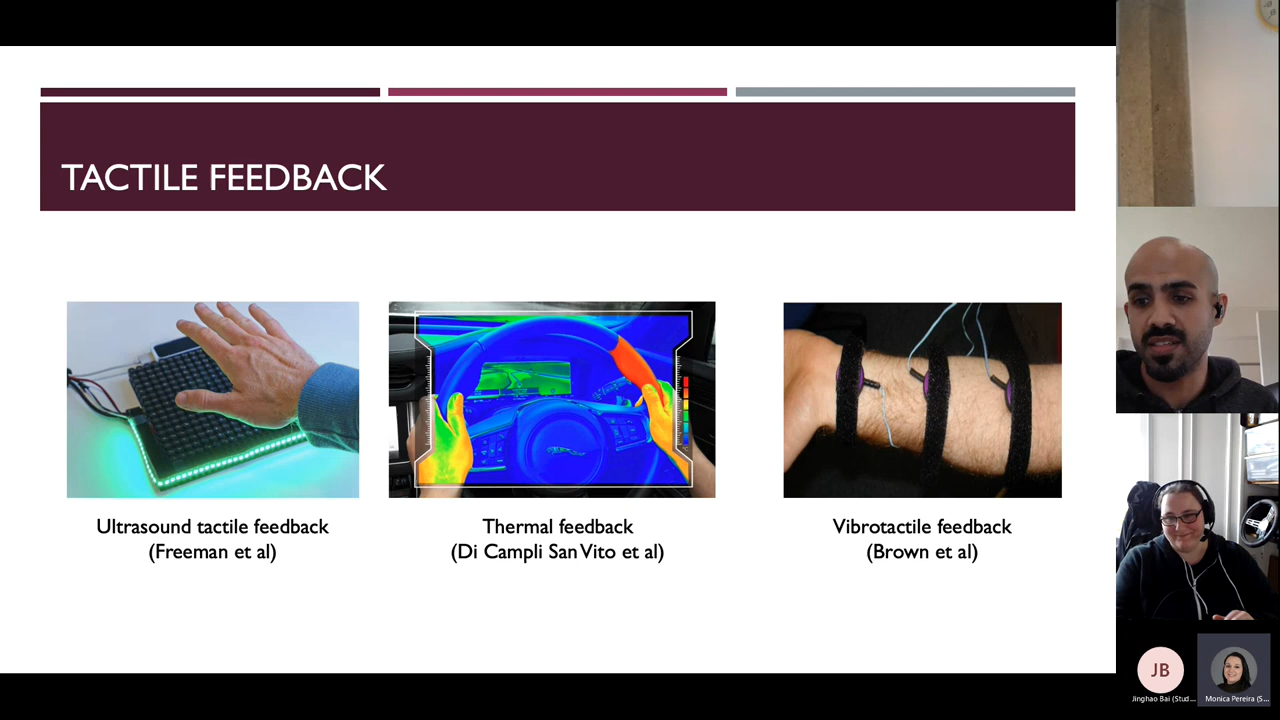 TACTILE FEEDBACK
Ultrasound tactile feedback
(Freeman et al)
Thermal feedback
(Di Campli San Vito et al)
Vibrotactile feedback
(Brown et al)
JB
Jinghao Bai (Stud...
Monica Pereira (S...